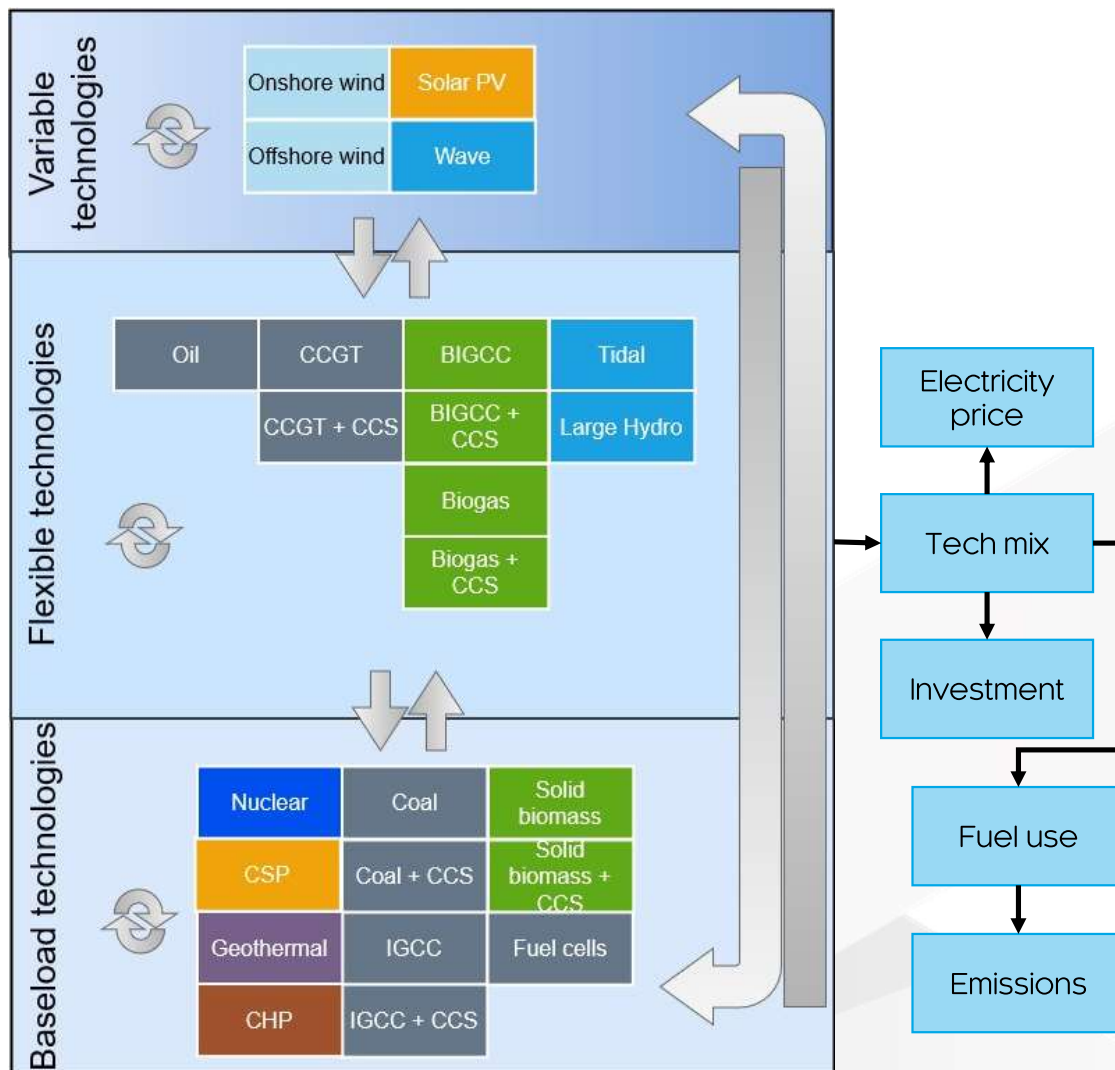 Variable
technologies
Onshore wind
Solar PV
Offshore wind
Wave
Flexible technologies
Oil
CCGT
BIGCC
Tidal
CCGT + CCS
BIGCC +
CCS
Large Hydro
Biogas
Biogas +
CCS
Baseload technologies
Nuclear
Coal
Solid
biomass
CSP
Coal + CCS
Solid
biomass +
CCS
Geothermal
IGCC
Fuel cells
CHP
IGCC + CCS
Electricity
price
Tech mix
Investment
Fuel use
Emissions